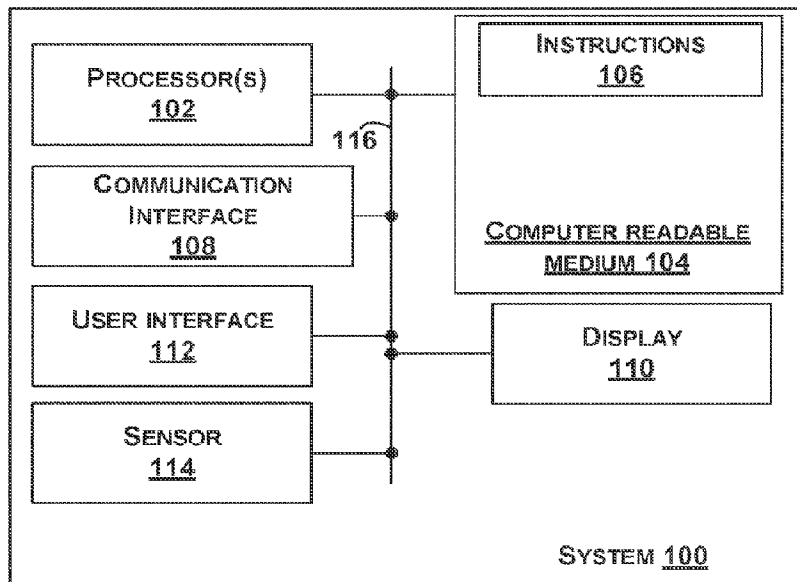 PROCESSOR(S)
102
INSTRUCTIONS
106
116
COMMUNICATION
INTERFACE
108
COMPUTER READABLE
MEDIUM 104
USER INTERFACE
112
DISPLAY
110
SENSOR
114
SYSTEM 100